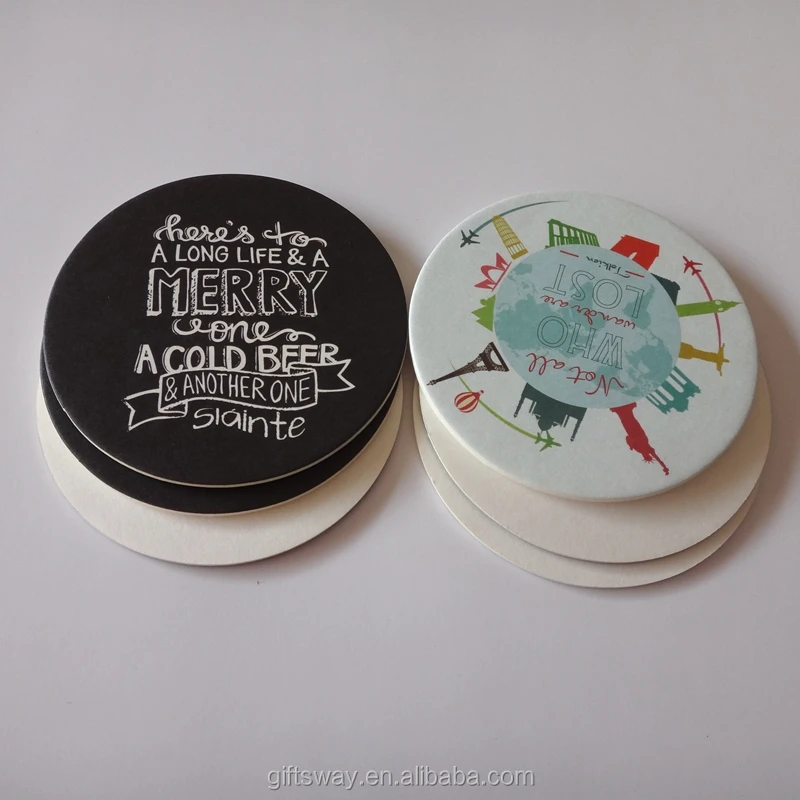 here's to
A LONG LIFE & A
MERRY
one
A COLD BEER
& ANOTHER ONE
sláinte
Not all
WHO
wander are
LOST
- Tolkien -
giftsway.en.alibaba.com